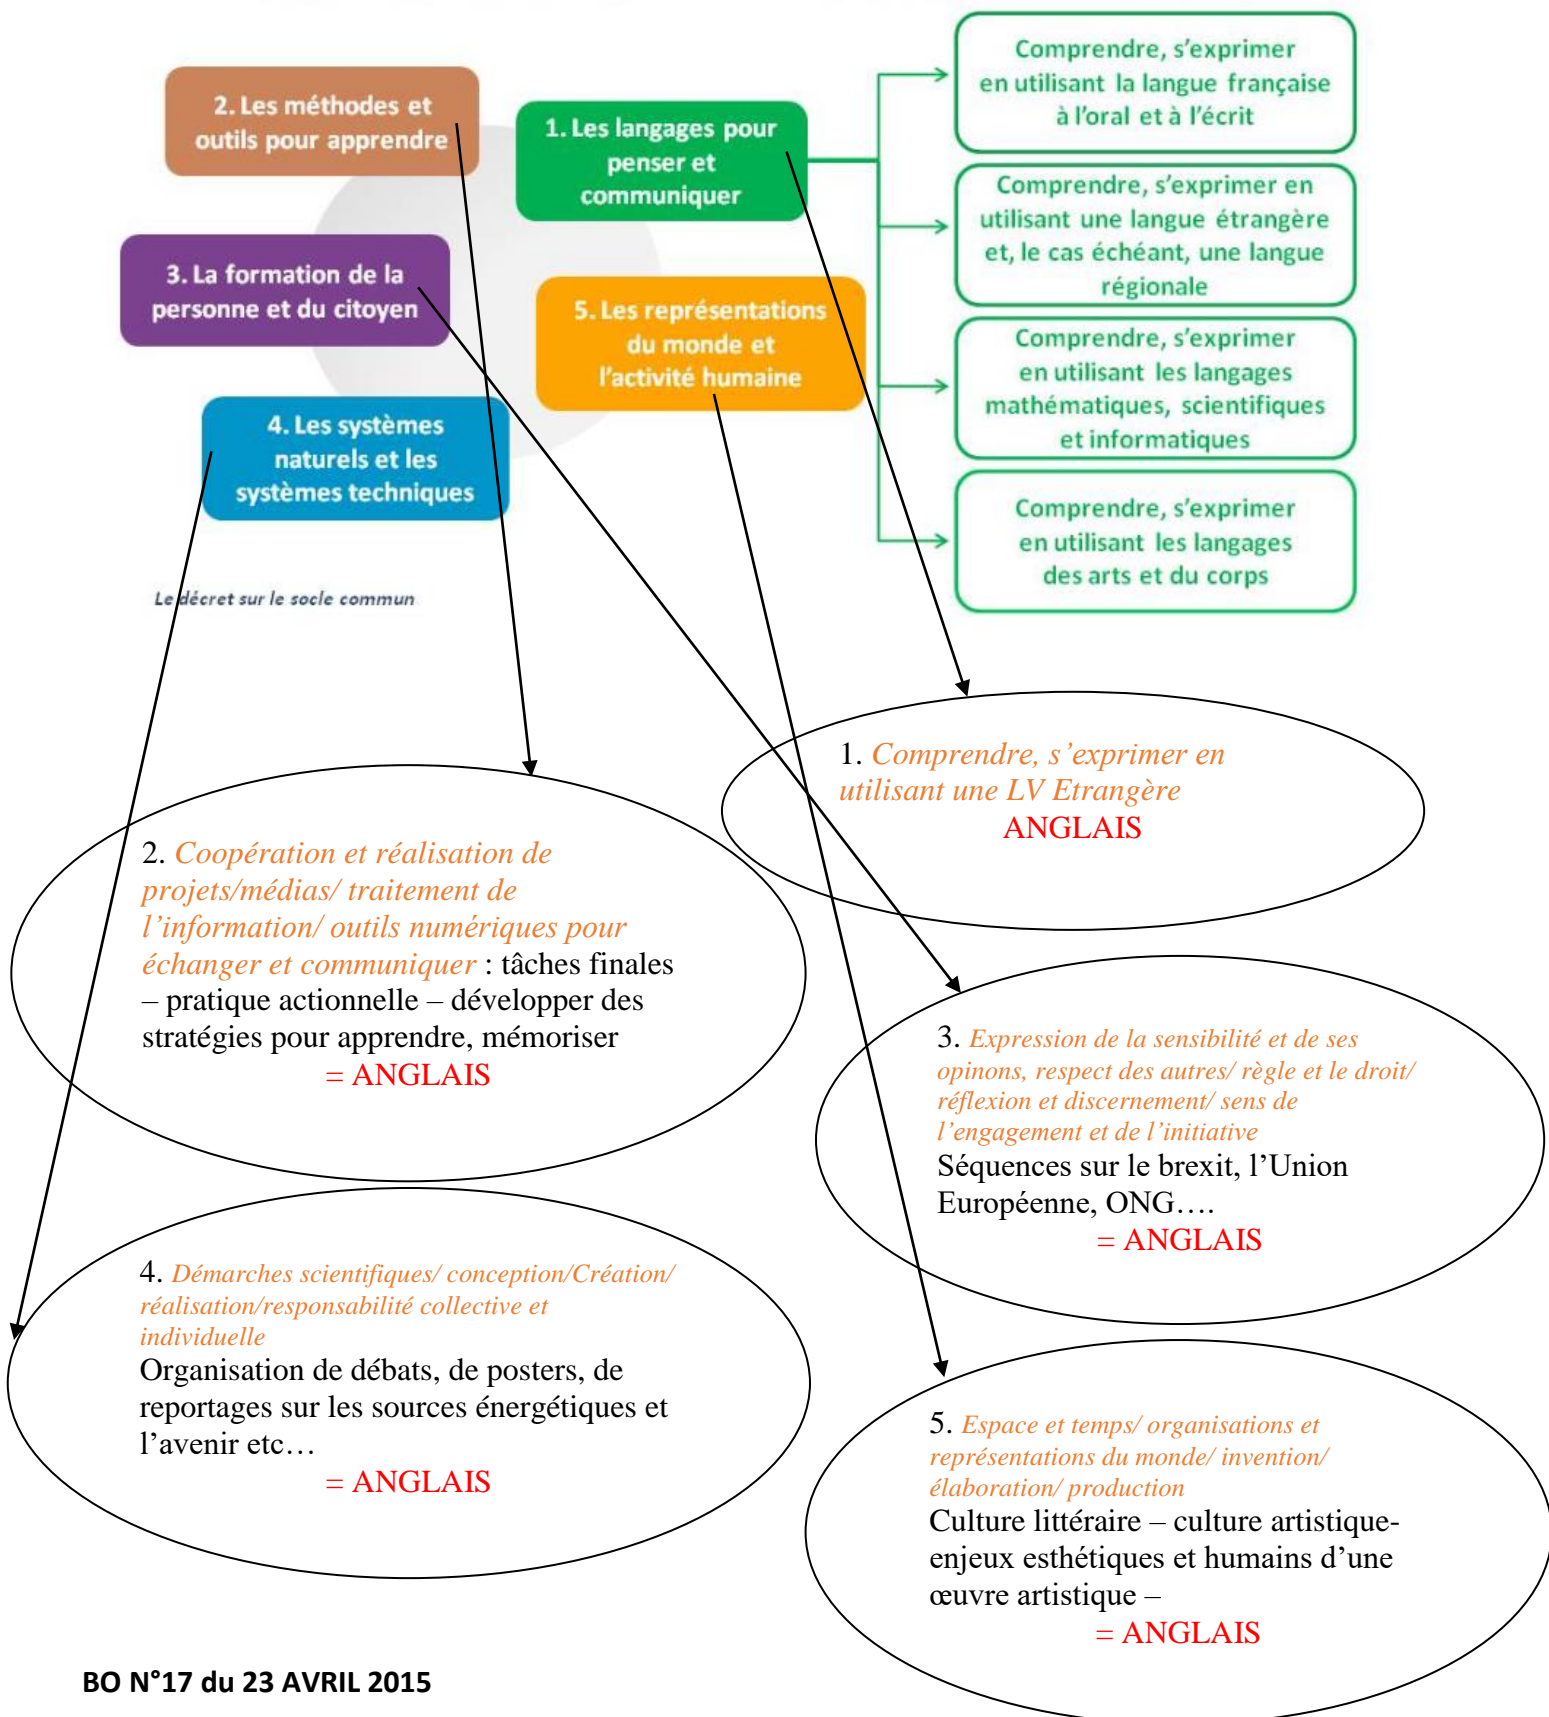 2. Les méthodes et
outils pour apprendre
1. Les langages pour
penser et
communiquer
3. La formation de la
personne et du citoyen
5. Les représentations
du monde et
l’activité humaine
4. Les systèmes
naturels et les
systèmes techniques
Comprendre, s’exprimer
en utilisant la langue française
à l’oral et à l’écrit
Comprendre, s’exprimer en
utilisant une langue étrangère
et, le cas échéant, une langue
régionale
Comprendre, s’exprimer
en utilisant les langages
mathématiques, scientifiques
et informatiques
Comprendre, s’exprimer
en utilisant les langages
des arts et du corps
Le décret sur le socle commun
1. Comprendre, s’exprimer en
utilisant une LV Etrangère
ANGLAIS
2. Coopération et réalisation de
projets/médias/ traitement de
l’information/ outils numériques pour
échanger et communiquer : tâches finales
– pratique actionnelle – développer des
stratégies pour apprendre, mémoriser
= ANGLAIS
3. Expression de la sensibilité et de ses
opinons, respect des autres/ règle et le droit/
réflexion et discernement/ sens de
l’engagement et de l’initiative
Séquences sur le brexit, l’Union
Européenne, ONG….
= ANGLAIS
4. Démarches scientifiques/ conception/Création/
réalisation/responsabilité collective et
individuelle
Organisation de débats, de posters, de
reportages sur les sources énergétiques et
l’avenir etc…
= ANGLAIS
5. Espace et temps/ organisations et
représentations du monde/ invention/
élaboration/ production
Culture littéraire – culture artistique-
enjeux esthétiques et humains d’une
œuvre artistique –
= ANGLAIS
BO N°17 du 23 AVRIL 2015